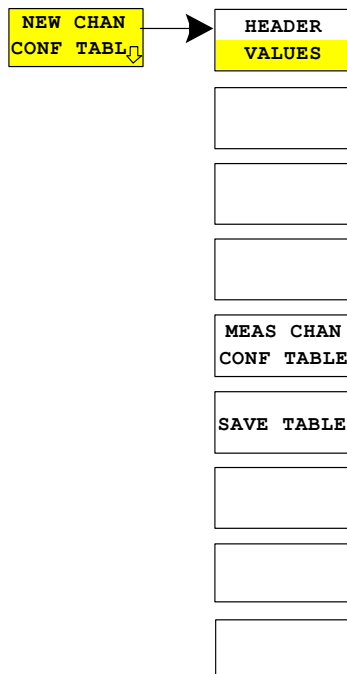 NEW CHAN
CONF TABL
HEADER
VALUES
MEAS CHAN
CONF TABLE
SAVE TABLE